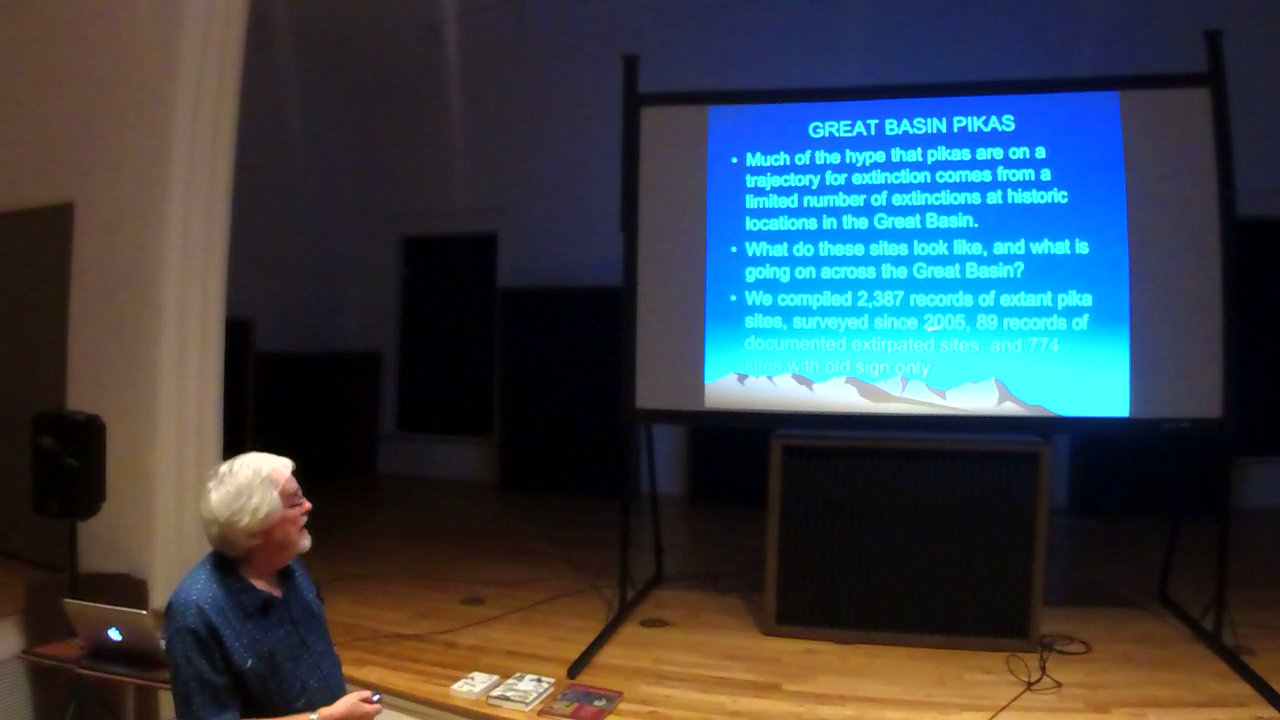 GREAT BASIN PIKAS
• Much of the hype that pikas are on a
trajectory for extinction comes from a
limited number of extinctions at historic
locations in the Great Basin.
• What do these sites look like, and what is
going on across the Great Basin?
• We compiled 2,387 records of extant pika
sites, surveyed since 2005, 89 records of
documented extirpated sites and 774
sites with old sign only